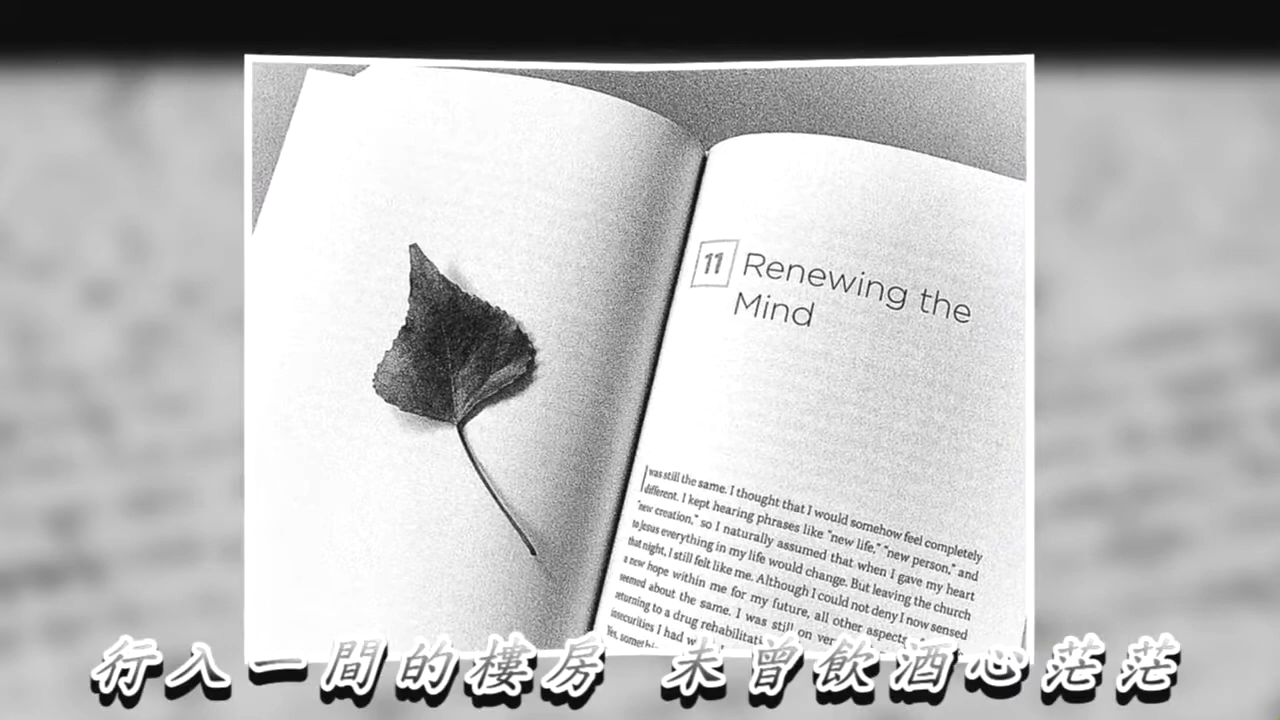 11 Renewing the
Mind
I was still the same. I thought that I would somehow feel completely
different. I kept hearing phrases like "new life," "new person," and
"new creation," so I naturally assumed that when I gave my heart
to Jesus everything in my life would change. But leaving the church
that night, I still felt like me. Although I could not deny I now sensed
a new hope within me for my future, all other aspects
seemed about the same. I was still on
returning to a drug
insecurities I had
行入一間的樓房 未曾飲酒心茫茫